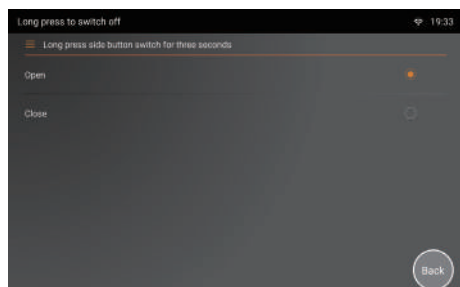 Long press to switch off 19:33
Long press side button switch for three seconds
Open
Close
Back